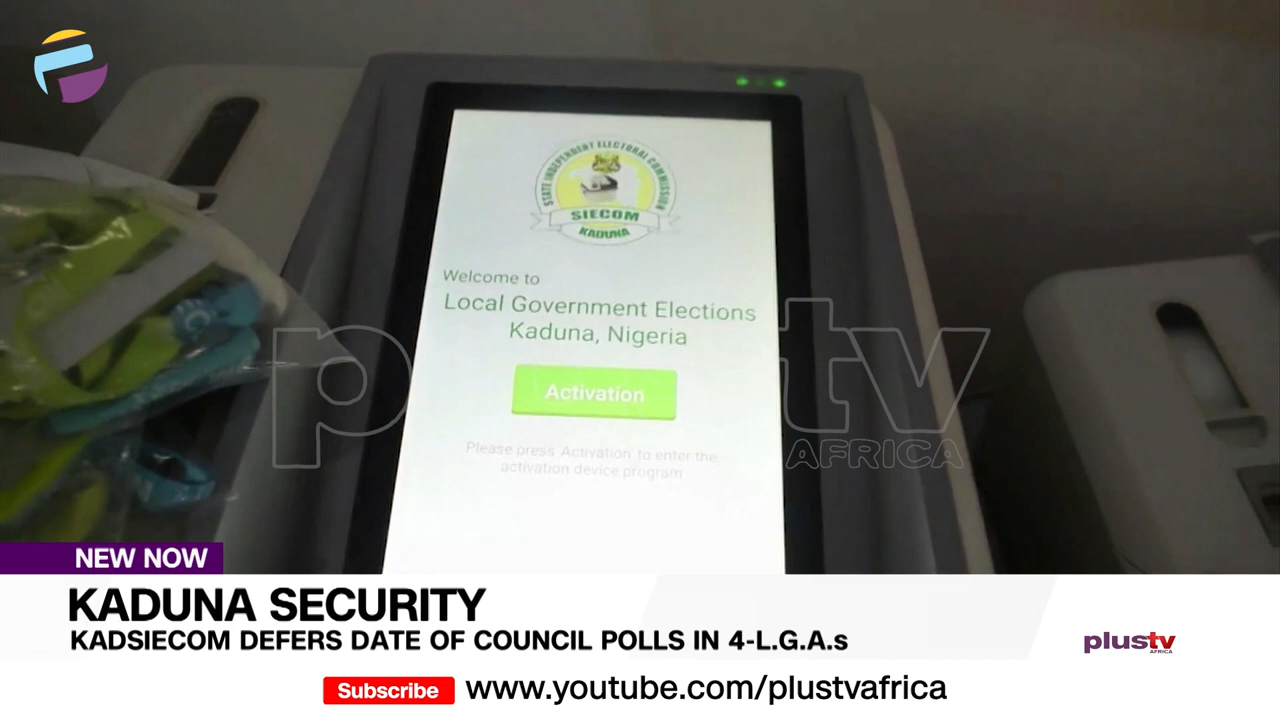 STATE INDEPENDENT ELECTORAL COMMISSION
SIECOM
KADUNA
Welcome to
Local Government Elections
Kaduna, Nigeria
Activation
Please press 'Activation' to enter the
activation device program
plustv
AFRICA
NEW NOW
KADUNA SECURITY
KADSIECOM DEFERS DATE OF COUNCIL POLLS IN 4-L.G.A.s
plustv
AFRICA
Subscribe www.youtube.com/plustvafrica